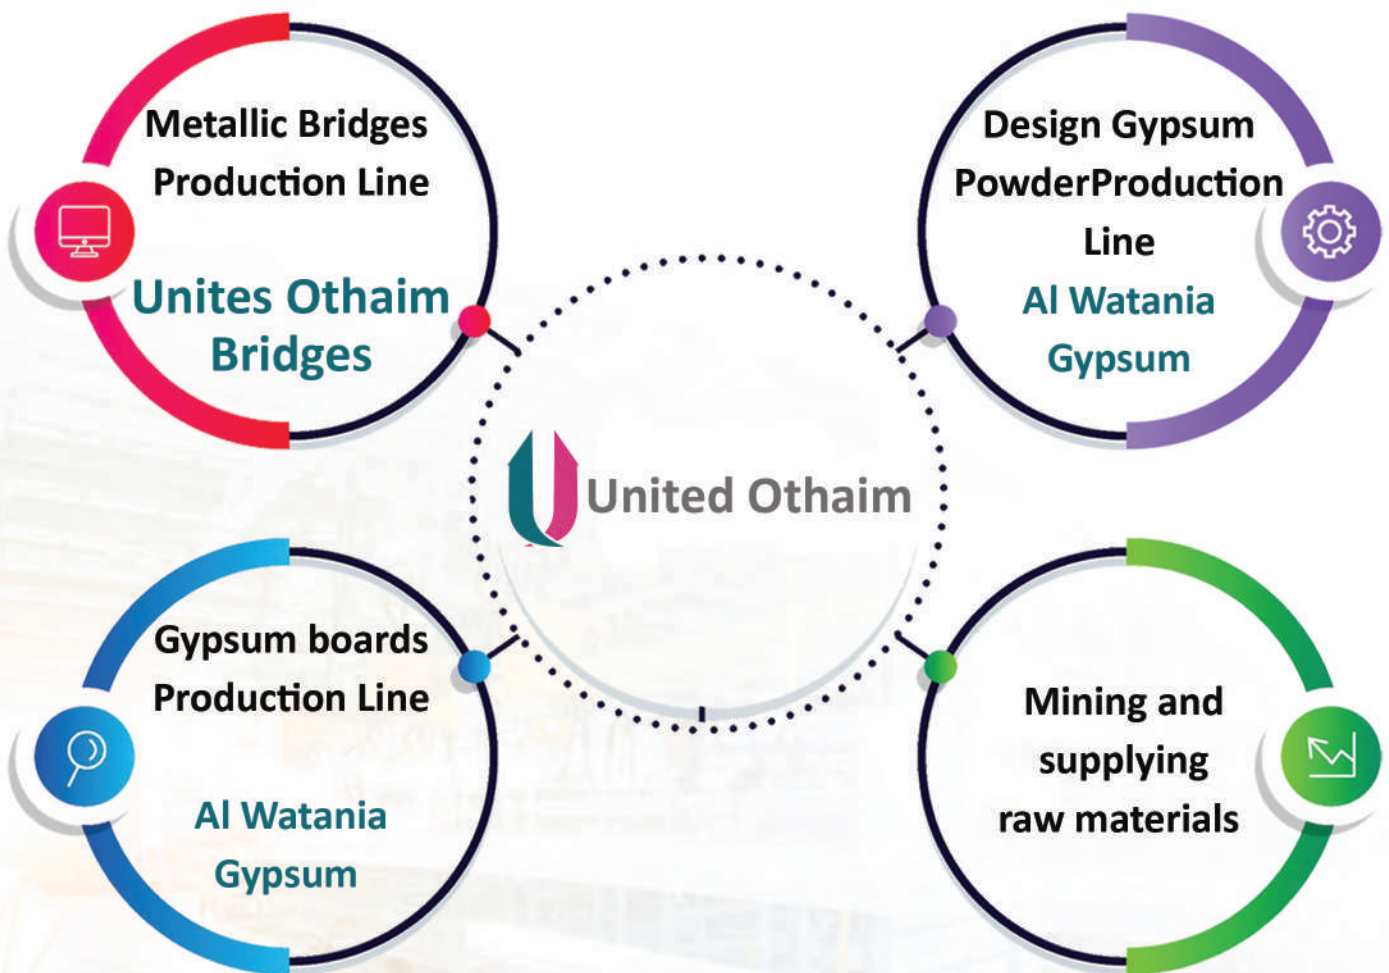 Metallic Bridges
Production Line
Unites Othaim
Bridges
Design Gypsum
PowderProduction
Line
Al Watania
Gypsum
United Othaim
Gypsum boards
Production Line
Al Watania
Gypsum
Mining and
supplying
raw materials